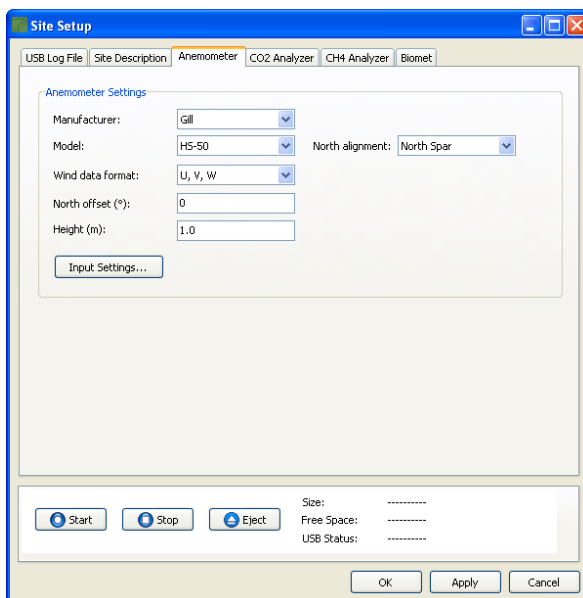 Site Setup
USB Log File Site Description Anemometer CO2 Analyzer CH4 Analyzer Biomet
Anemometer Settings
Manufacturer: Gill
Model: HS-50 North alignment: North Spar
Wind data format: U, V, W
North offset (°): 0
Height (m): 1.0
Input Settings...
Size: ----------
Start Stop Eject Free Space: ----------
USB Status: ----------
OK Apply Cancel